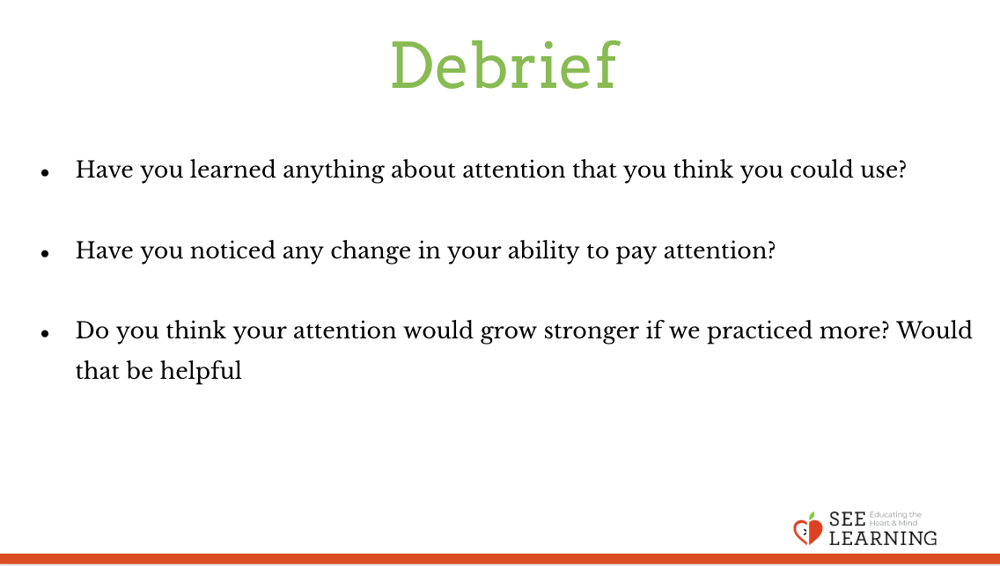 Debrief
• Have you learned anything about attention that you think you could use?
• Have you noticed any change in your ability to pay attention?
• Do you think your attention would grow stronger if we practiced more? Would
that be helpful
SEE Educating the
Heart & Mind
LEARNING